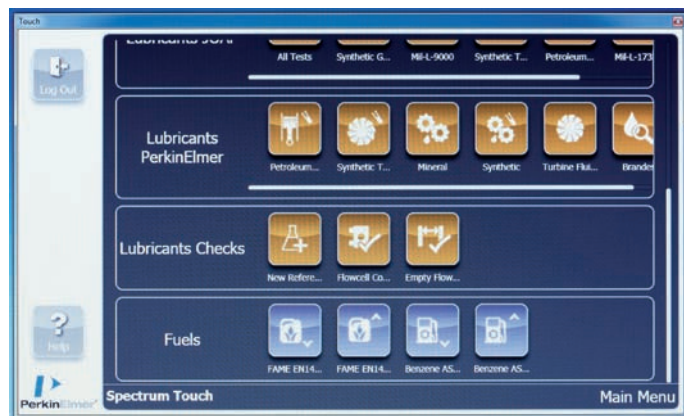 Touch
Log Out
Lubricants JOAP
All Tests
Synthetic G...
Mil-L-9000
Synthetic T...
Petroleum...
Mil-L-173
Lubricants
PerkinElmer
Petroleum...
Synthetic T...
Mineral
Synthetic
Turbine Flui...
Brande
Lubricants Checks
New Refere...
Flowcell Co...
Empty Flow...
Help
Fuels
FAME EN14...
FAME EN14...
Benzene AS...
Benzene AS...
PerkinElmer
Spectrum Touch
Main Menu